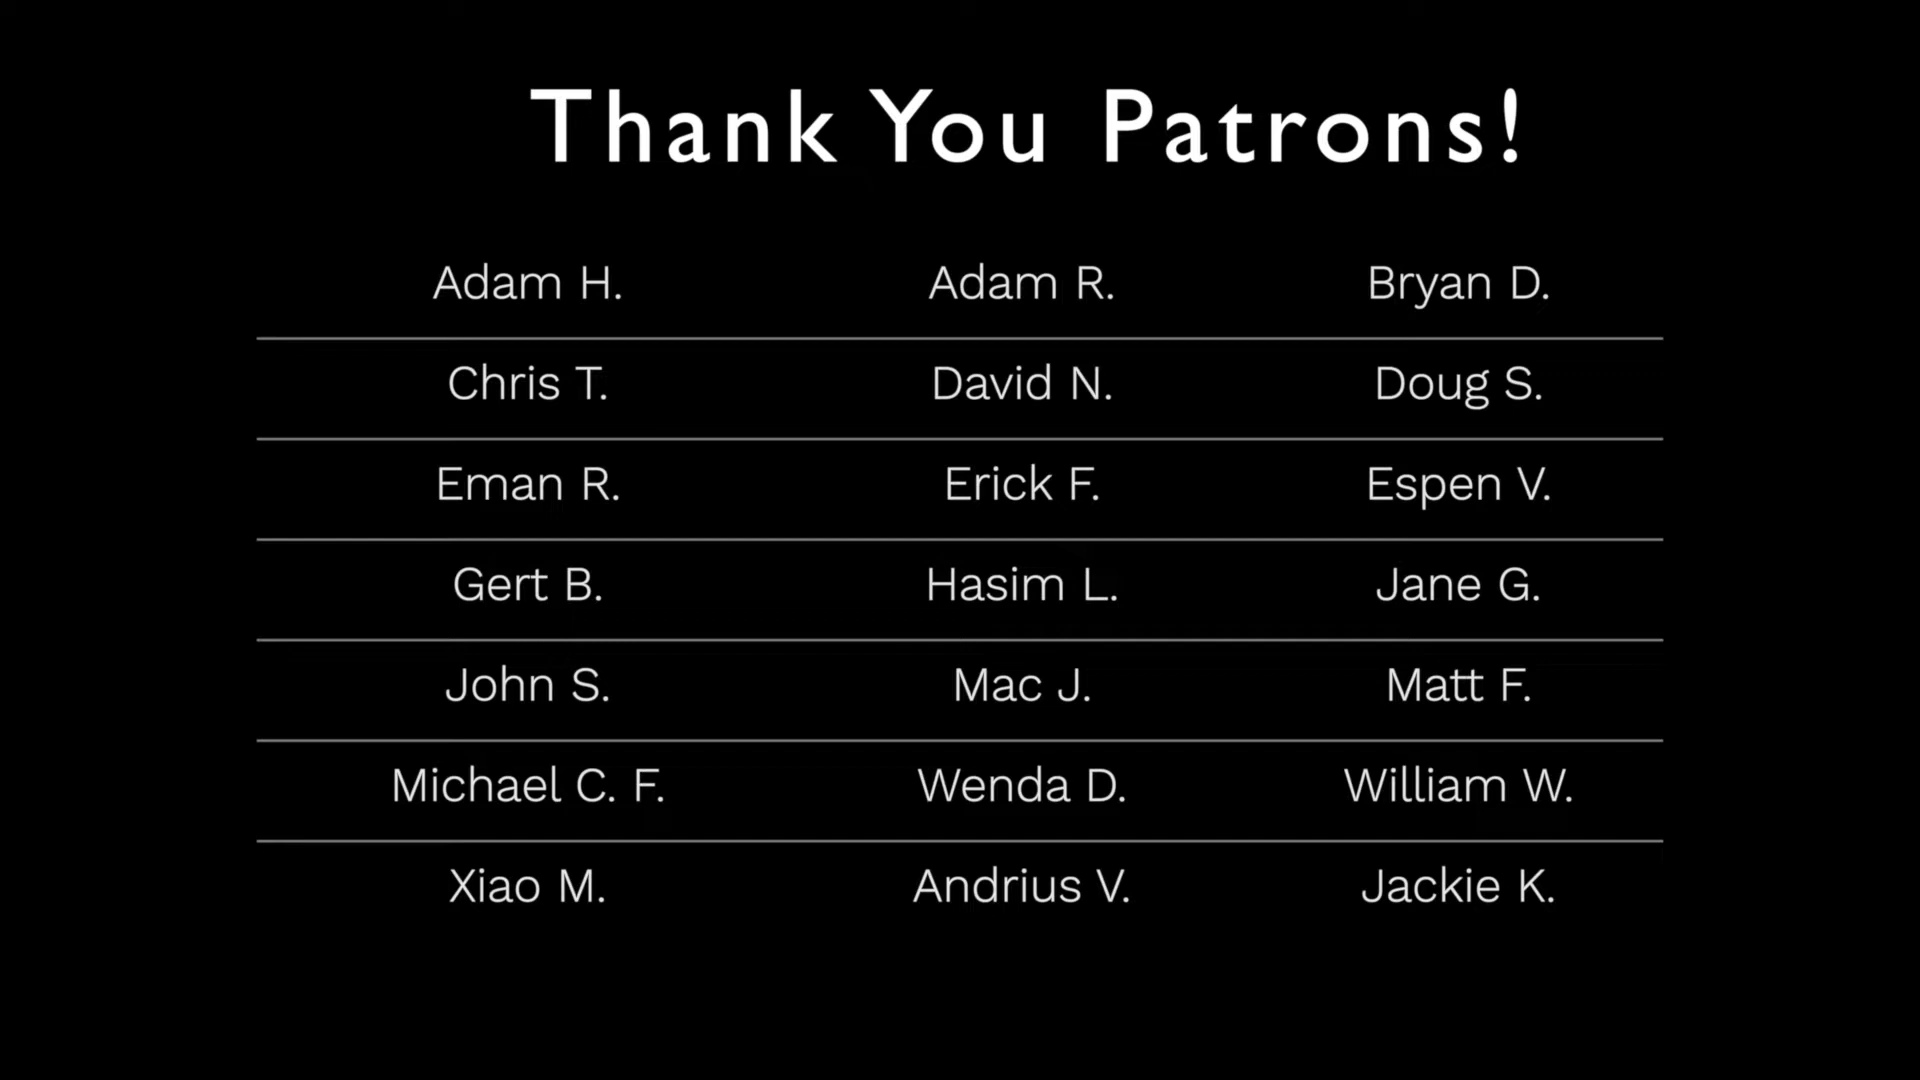 Thank You Patrons!
Adam H. Adam R. Bryan D.
Chris T. David N. Doug S.
Eman R. Erick F. Espen V.
Gert B. Hasim L. Jane G.
John S. Mac J. Matt F.
Michael C. F. Wenda D. William W.
Xiao M. Andrius V. Jackie K.